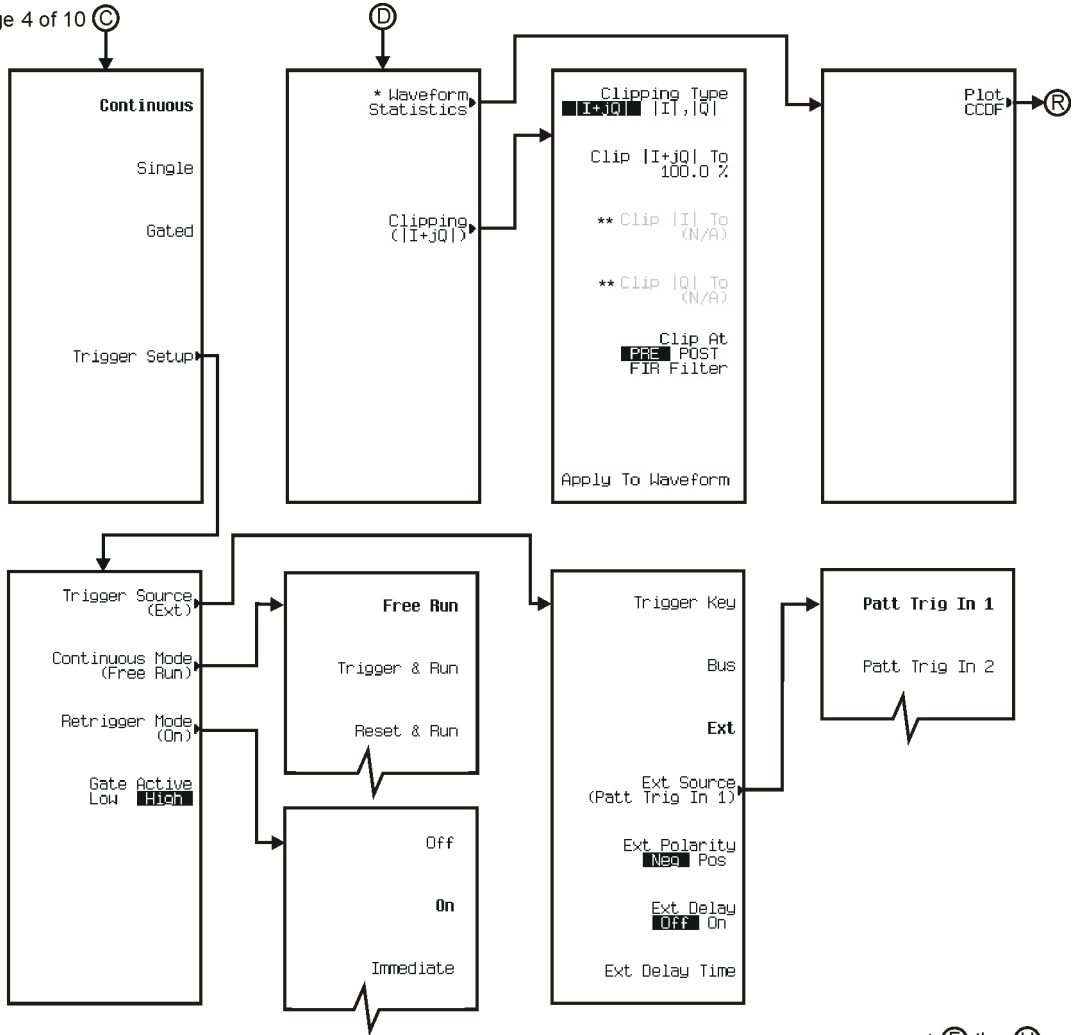 ge 4 of 10 C
D
Continuous
Single
Gated
Trigger Setup
* Waveform
Statistics
Clipping
(|I+jQ|)
Clipping Type
|I+jQ| |I|,|Q|
Clip |I+jQ| To
100.0 %
** Clip |I| To
(N/A)
** Clip |Q| To
(N/A)
Clip At
PRE POST
FIR Filter
Apply To Waveform
Plot
CCDF
R
Trigger Source
(Ext)
Continuous Mode
(Free Run)
Retrigger Mode
(On)
Gate Active
Low High
Free Run
Trigger & Run
Reset & Run
Off
On
Immediate
Trigger Key
Bus
Ext
Ext Source
(Patt Trig In 1)
Ext Polarity
Neg Pos
Ext Delay
Off On
Ext Delay Time
Patt Trig In 1
Patt Trig In 2